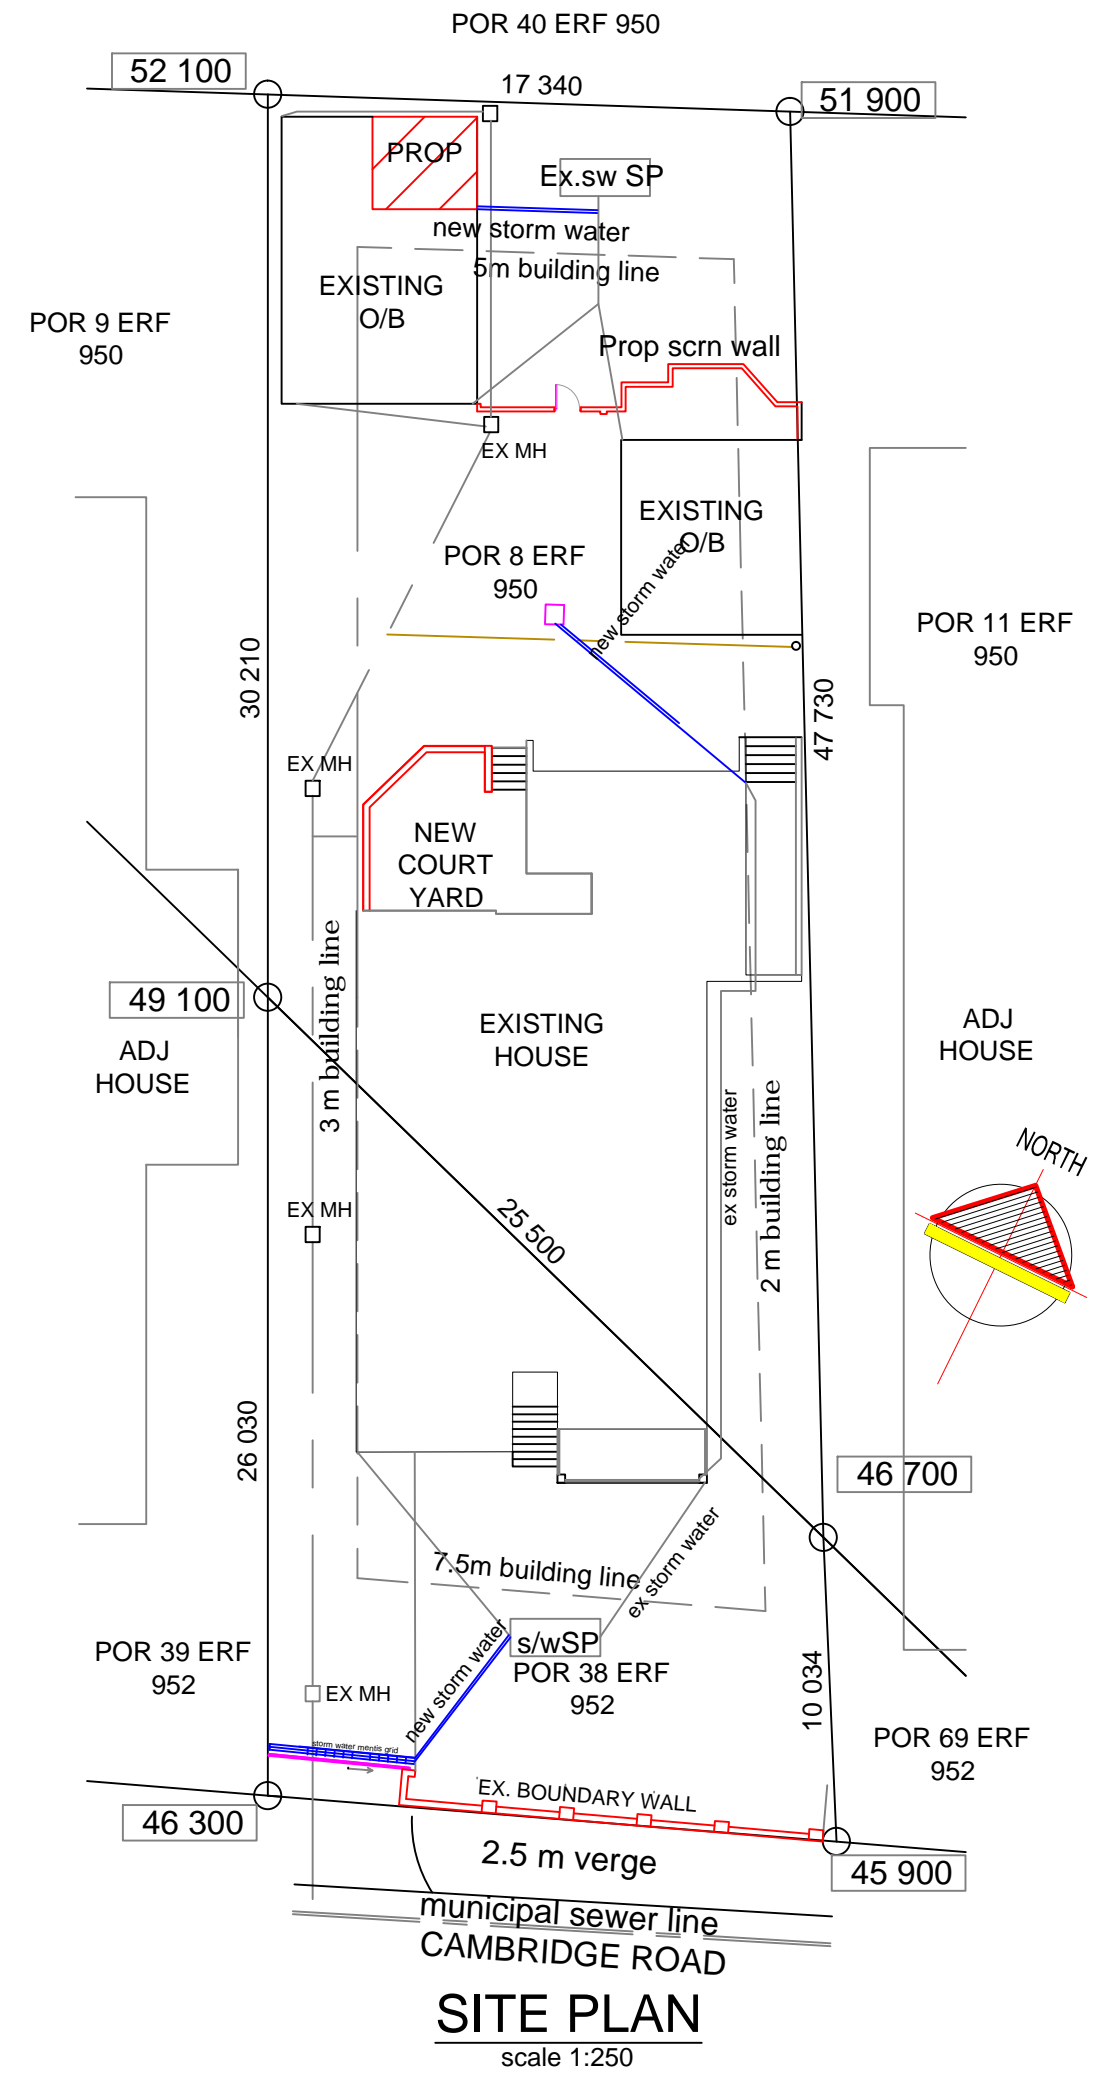 POR 40 ERF 950
52 100
17 340
51 900
PROP
Ex.sw SP
new storm water
5m building line
EXISTING
O/B
POR 9 ERF
950
Prop scrn wall
EX MH
EXISTING
O/B
new storm water
POR 8 ERF
950
POR 11 ERF
950
30 210
47 730
EX MH
NEW
COURT
YARD
3 m building line
49 100
ADJ
HOUSE
EXISTING
HOUSE
ADJ
HOUSE
ex storm water
2 m building line
NORTH
EX MH
25 500
26 030
46 700
7.5m building line
ex storm water
s/wSP
new storm water
POR 39 ERF
952
POR 38 ERF
952
EX MH
10 034
POR 69 ERF
952
storm water mentis grid
EX. BOUNDARY WALL
46 300
2.5 m verge
45 900
municipal sewer line
CAMBRIDGE ROAD
SITE PLAN
scale 1:250